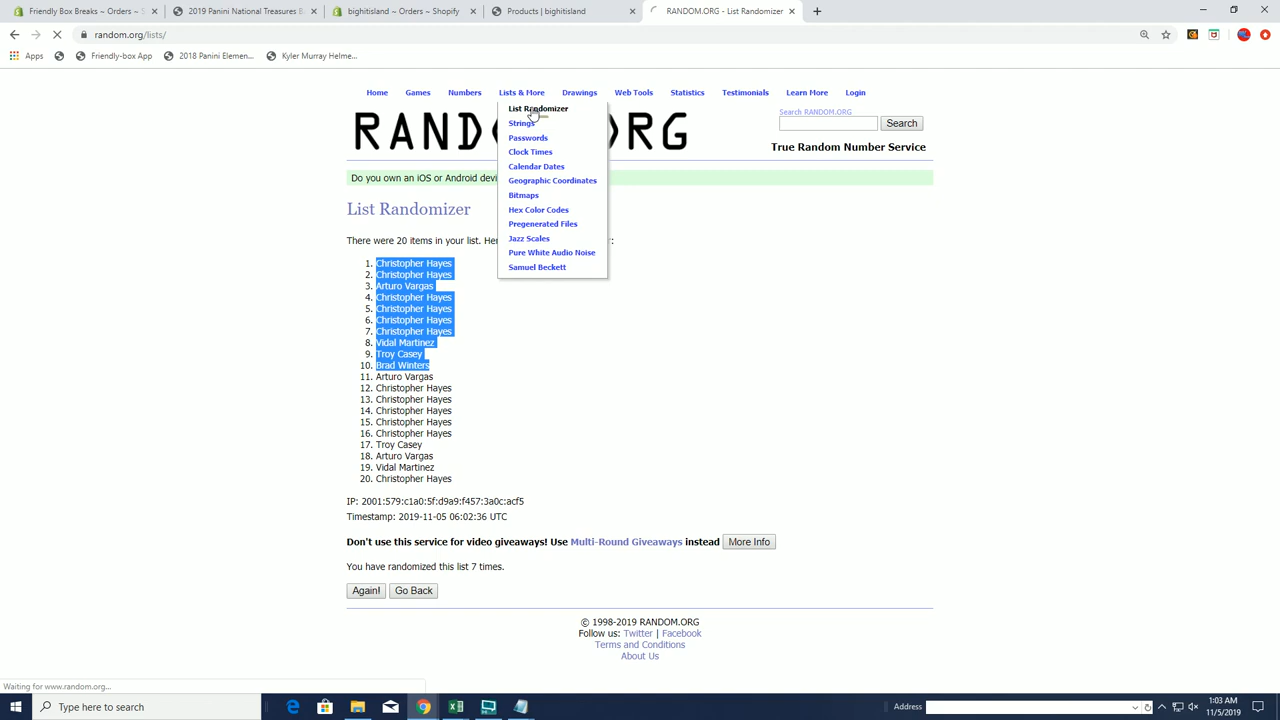 Friendly Box Breaks ~ Orders ~ S
2019 Panini National Treasures B
Orders ~ Shopify
Products | bigtimeisland
RANDOM.ORG - List Randomizer
random.org/lists/
Apps
Friendly-box App
2018 Panini Elemen...
Kyler Murray Helme...
Home
Games
Numbers
Lists & More
Drawings
Web Tools
Statistics
Testimonials
Learn More
Login
List Randomizer
Strings
Passwords
Clock Times
Calendar Dates
Geographic Coordinates
Bitmaps
Hex Color Codes
Pregenerated Files
Jazz Scales
Pure White Audio Noise
Samuel Beckett
Search RANDOM.ORG
Search
True Random Number Service
Do you own an iOS or Android devi
List Randomizer
There were 20 items in your list. Her
1. Christopher Hayes
2. Christopher Hayes
3. Arturo Vargas
4. Christopher Hayes
5. Christopher Hayes
6. Christopher Hayes
7. Christopher Hayes
8. Vidal Martinez
9. Troy Casey
10. Brad Winters
11. Arturo Vargas
12. Christopher Hayes
13. Christopher Hayes
14. Christopher Hayes
15. Christopher Hayes
16. Christopher Hayes
17. Troy Casey
18. Arturo Vargas
19. Vidal Martinez
20. Christopher Hayes
IP: 2001:579:c1a0:5f:d9a9:f457:3a0c:acf5
Timestamp: 2019-11-05 06:02:36 UTC
Don't use this service for video giveaways! Use Multi-Round Giveaways instead More Info
You have randomized this list 7 times.
Again! Go Back
© 1998-2019 RANDOM.ORG
Follow us: Twitter | Facebook
Terms and Conditions
About Us
Waiting for www.random.org...
Type here to search
Address
1:03 AM
11/5/2019